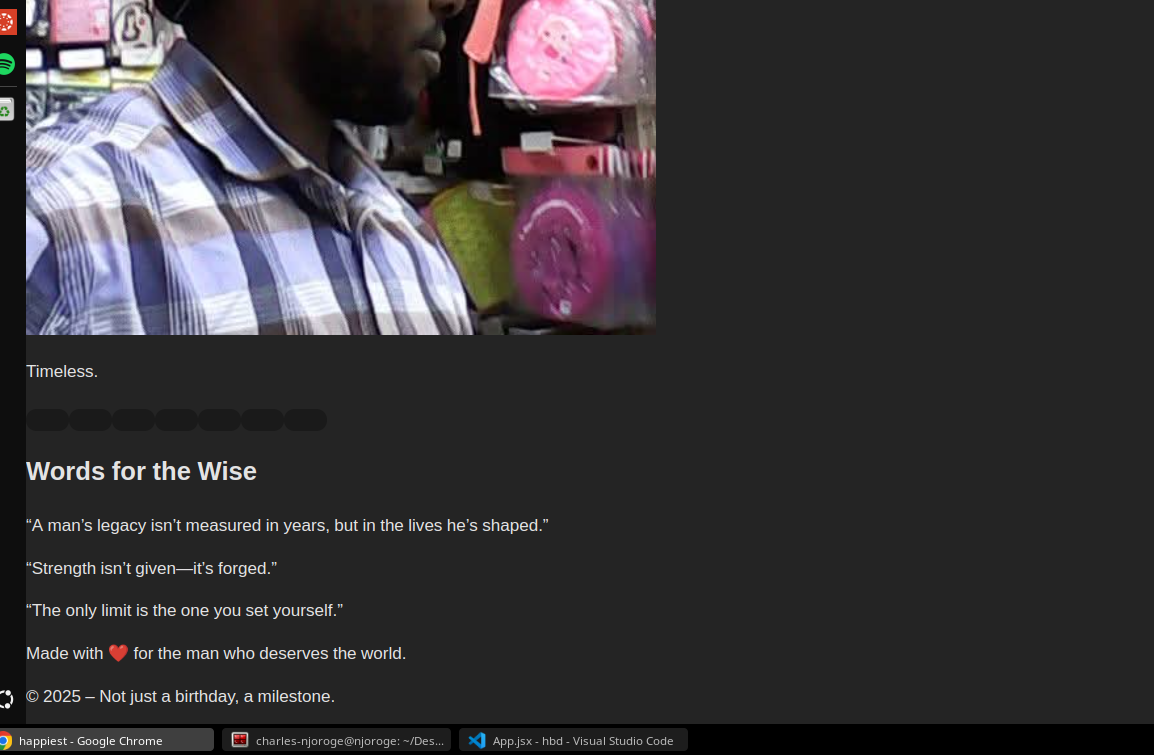 Timeless.
Words for the Wise
“A man’s legacy isn’t measured in years, but in the lives he’s shaped.”
“Strength isn’t given—it’s forged.”
“The only limit is the one you set yourself.”
Made with ❤️ for the man who deserves the world.
© 2025 – Not just a birthday, a milestone.
happiest - Google Chrome
charles-njoroge@njoroge: ~/Des...
App.jsx - hbd - Visual Studio Code